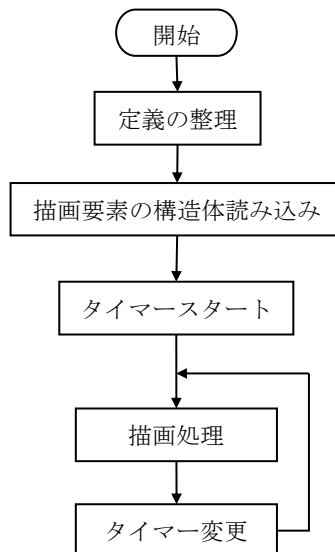 開始
定義の整理
描画要素の構造体読み込み
タイマースタート
描画処理
タイマー変更